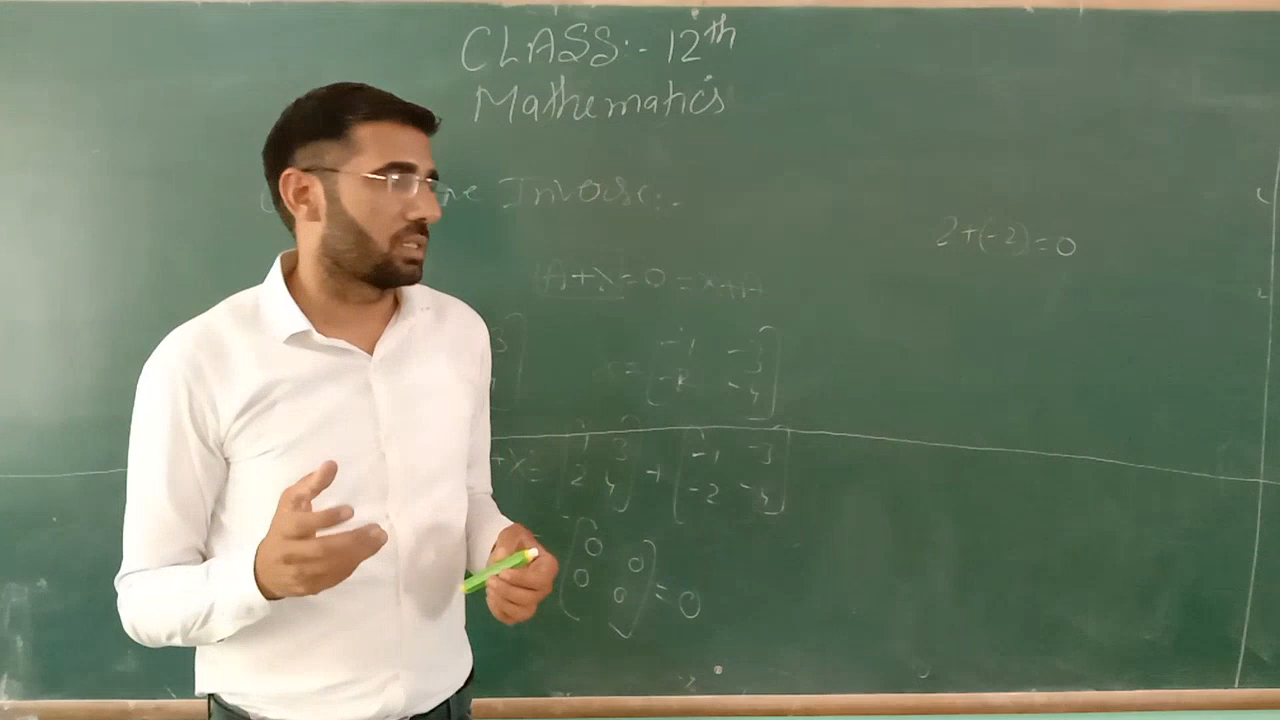 CLASS:- 12th
Mathematics
Inverse:-
2+(-2)=0
A+X=0=X+A
-1 -3
-2 -4
+X= [1 3 2 4] + [-1 -3 -2 -4]
[0 0 0 0] = 0